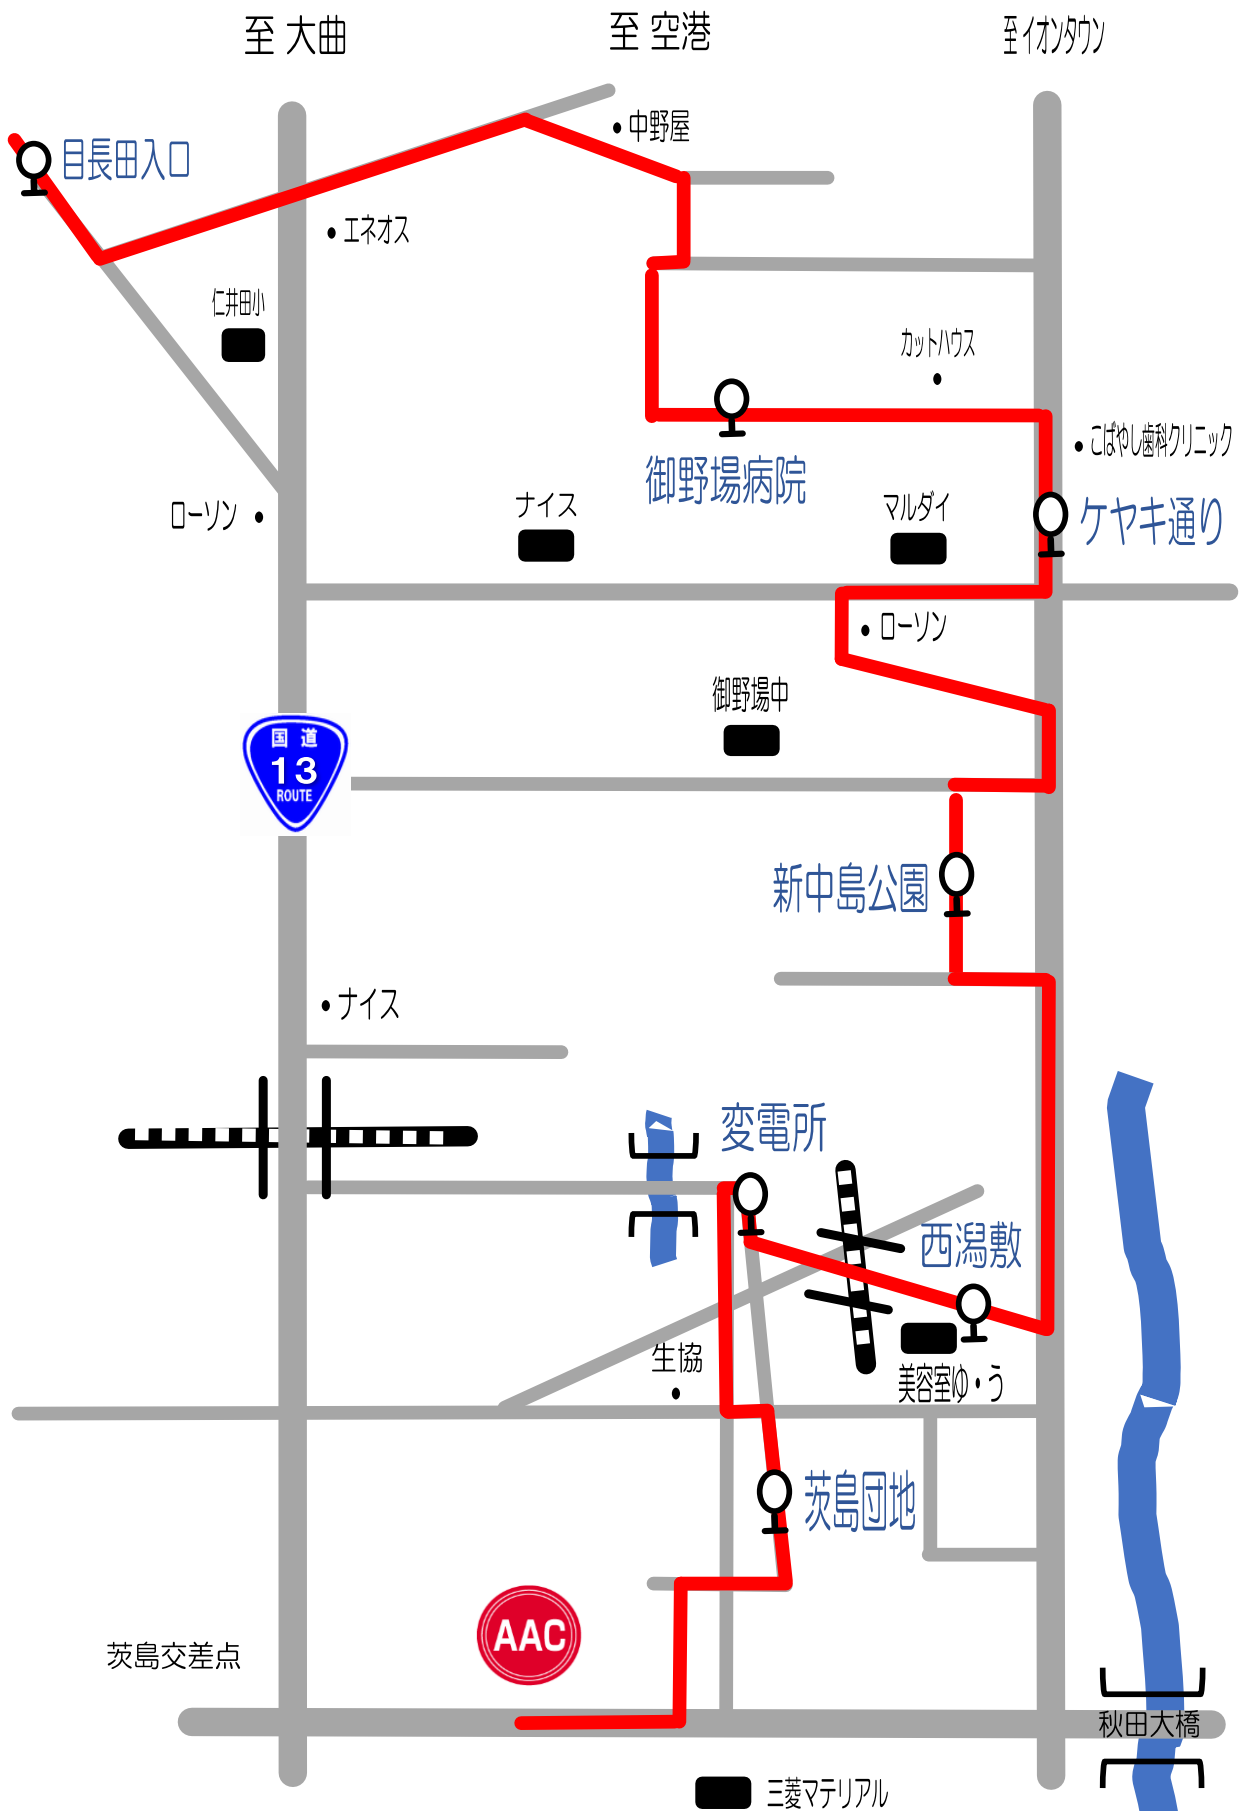 至 大曲
至 空港
至 イオンタウン
目長田入口
中野屋
エネオス
仁井田小
カットハウス
こばやし歯科クリニック
御野場病院
ローソン
ナイス
マルダイ
ケヤキ通り
ローソン
御野場中
国道
13
ROUTE
新中島公園
ナイス
変電所
西潟敷
生協
美容室ゆ・う
茨島団地
AAC
茨島交差点
秋田大橋
三菱マテリアル